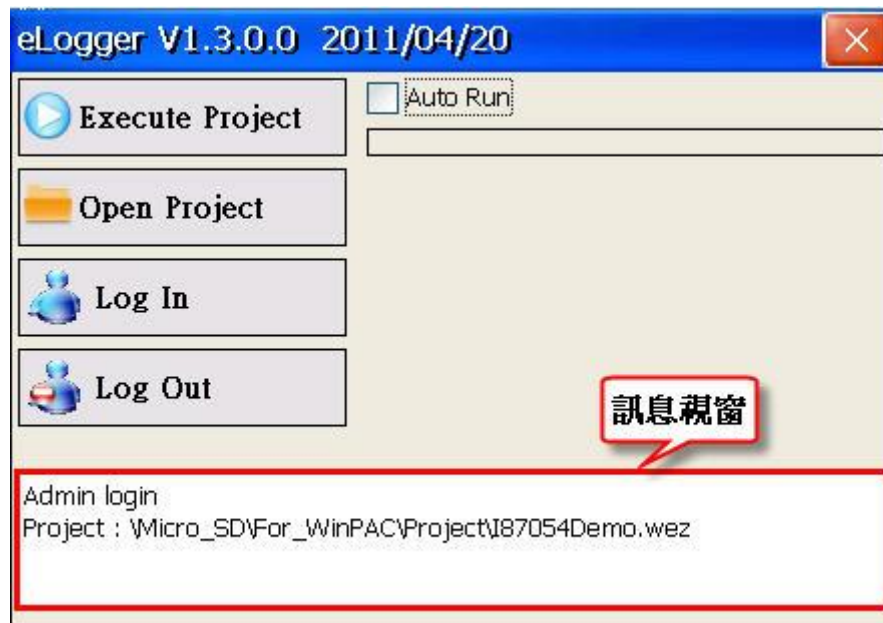 eLogger V1.3.0.0 2011/04/20
Execute Project
Auto Run
Open Project
Log In
Log Out
訊息視窗
Admin login
Project : \Micro_SD\For_WinPAC\Project\I87054Demo.wez